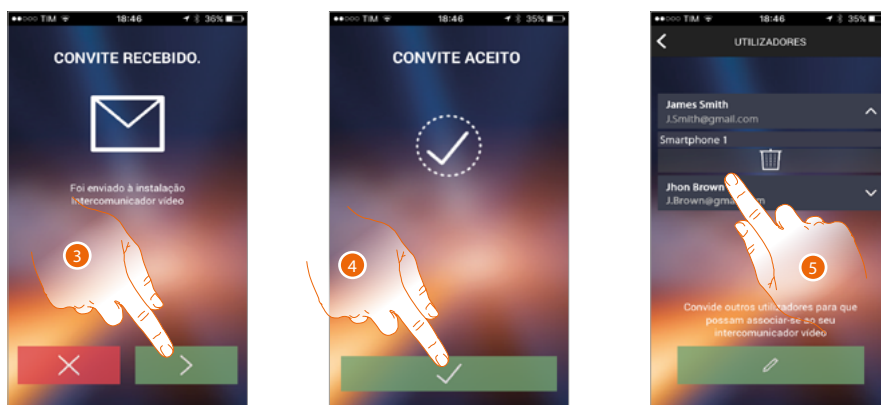 TIM 18:46 36%
CONVITE RECEBIDO.
Foi enviado à instalação
Intercomunicador vídeo
3
TIM 18:46 35%
CONVITE ACEITO
4
TIM 18:46 35%
UTILIZADORES
James Smith
J.Smith@gmail.com
Smartphone 1
Jhon Brown
5
Convide outros utilizadores para que
possam associar-se ao seu
intercomunicador vídeo